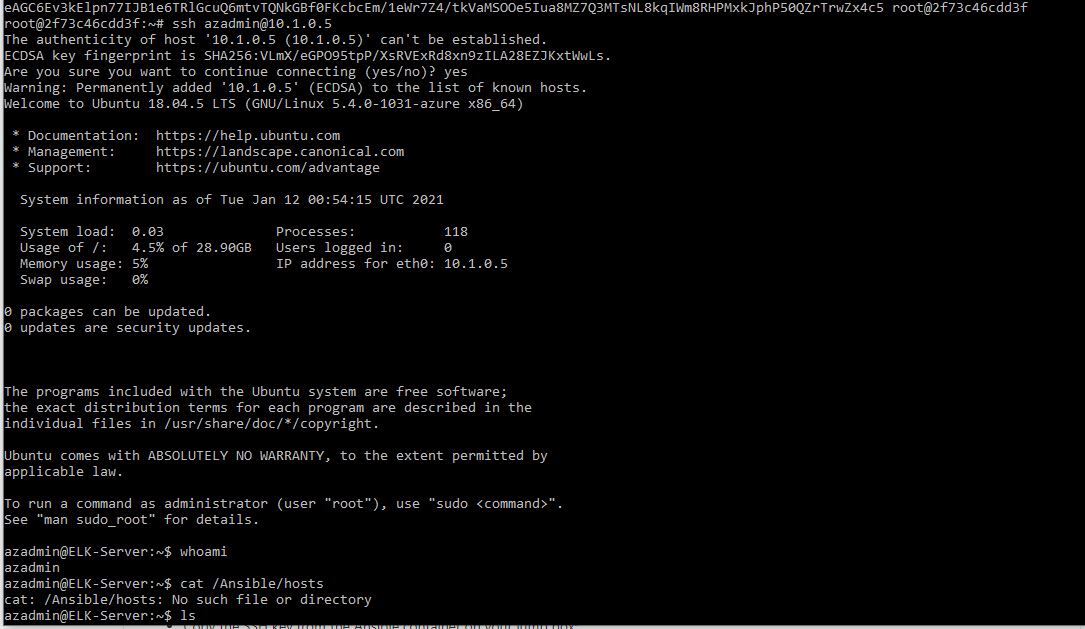 eAGC6Ev3kElpn77IJB1e6TRlGcuQ6mtvTQNkGBf0FKcbcEm/1eWr7Z4/tkVaMSOOe5Iua8MZ7Q3MTsNL8kqIWm8RHPMxkJphP50QZrTrwZx4c5 root@2f73c46cdd3f
root@2f73c46cdd3f:~# ssh azadmin@10.1.0.5
The authenticity of host '10.1.0.5 (10.1.0.5)' can't be established.
ECDSA key fingerprint is SHA256:VLmX/eGPO95tpP/XsRVExRd8xn9zILA28EZJKxtWwLs.
Are you sure you want to continue connecting (yes/no)? yes
Warning: Permanently added '10.1.0.5' (ECDSA) to the list of known hosts.
Welcome to Ubuntu 18.04.5 LTS (GNU/Linux 5.4.0-1031-azure x86_64)
* Documentation: https://help.ubuntu.com
* Management: https://landscape.canonical.com
* Support: https://ubuntu.com/advantage
System information as of Tue Jan 12 00:54:15 UTC 2021
System load: 0.03 Processes: 118
Usage of /: 4.5% of 28.90GB Users logged in: 0
Memory usage: 5% IP address for eth0: 10.1.0.5
Swap usage: 0%
0 packages can be updated.
0 updates are security updates.
The programs included with the Ubuntu system are free software;
the exact distribution terms for each program are described in the
individual files in /usr/share/doc/*/copyright.
Ubuntu comes with ABSOLUTELY NO WARRANTY, to the extent permitted by
applicable law.
To run a command as administrator (user "root"), use "sudo <command>".
See "man sudo_root" for details.
azadmin@ELK-Server:~$ whoami
azadmin
azadmin@ELK-Server:~$ cat /Ansible/hosts
cat: /Ansible/hosts: No such file or directory
azadmin@ELK-Server:~$ ls